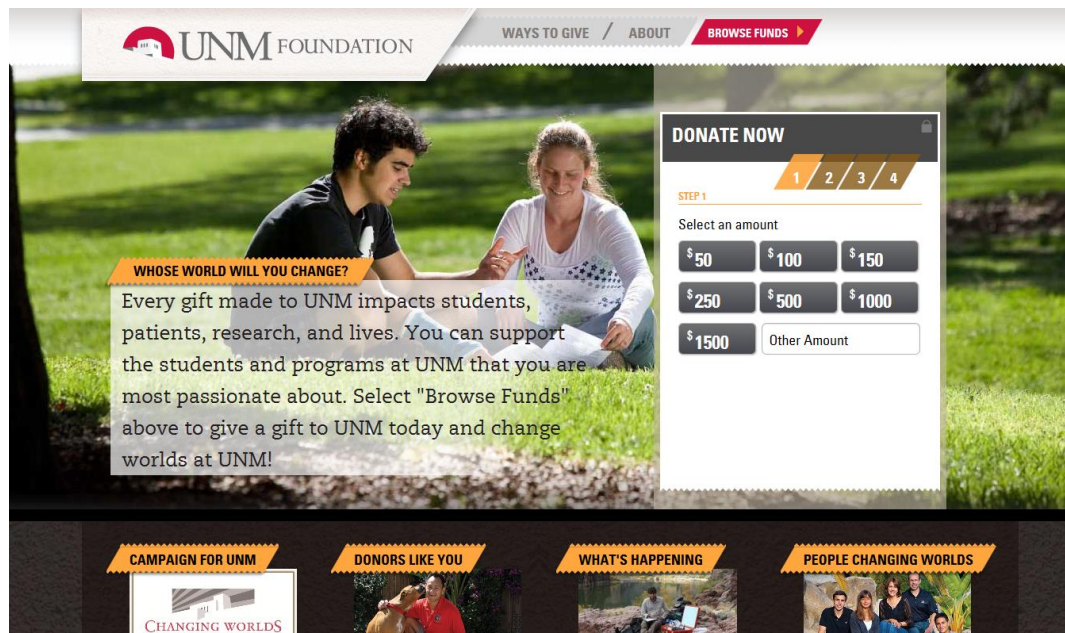 UNM FOUNDATION
WAYS TO GIVE / ABOUT
BROWSE FUNDS
DONATE NOW
1 / 2 / 3 / 4
STEP 1
Select an amount
$50 $100 $150
$250 $500 $1000
$1500 Other Amount
WHOSE WORLD WILL YOU CHANGE?
Every gift made to UNM impacts students,
patients, research, and lives. You can support
the students and programs at UNM that you are
most passionate about. Select "Browse Funds"
above to give a gift to UNM today and change
worlds at UNM!
CAMPAIGN FOR UNM
CHANGING WORLDS
DONORS LIKE YOU
WHAT'S HAPPENING
PEOPLE CHANGING WORLDS